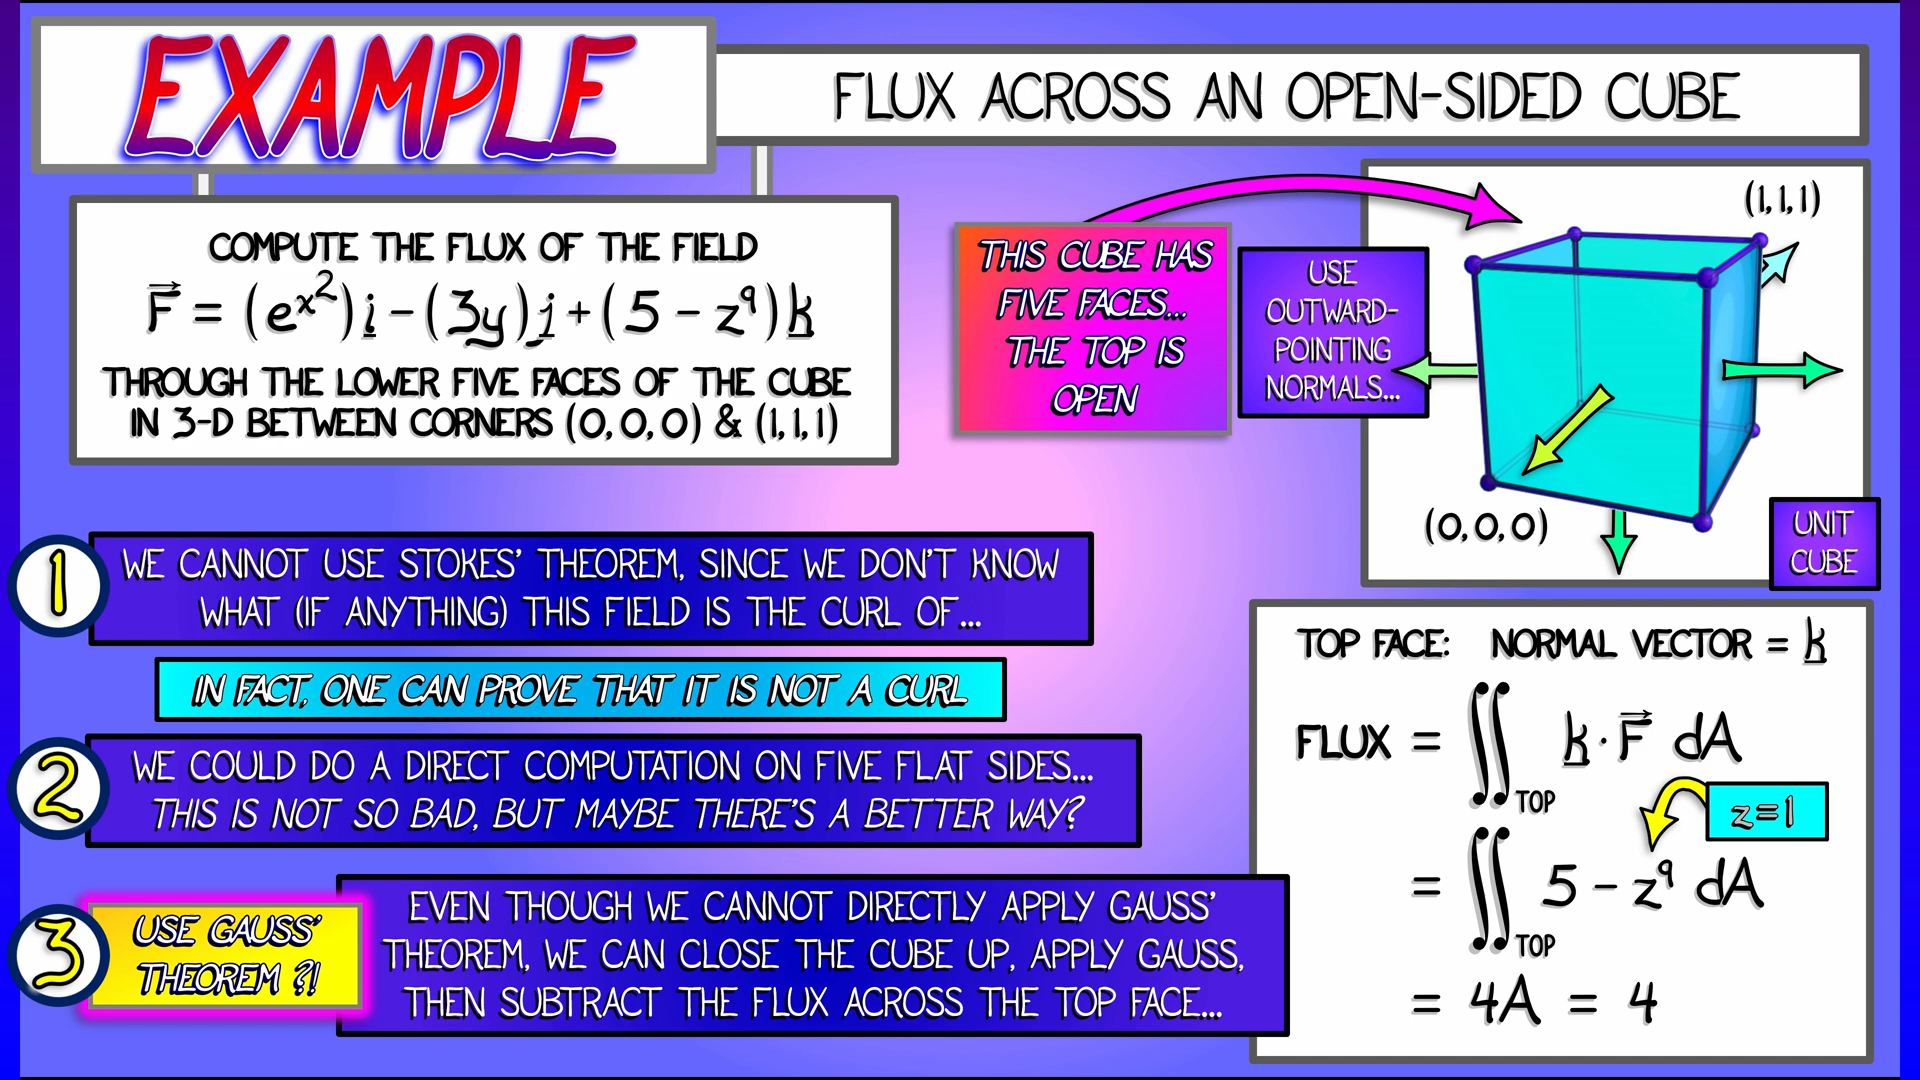 EXAMPLE
FLUX ACROSS AN OPEN-SIDED CUBE
COMPUTE THE FLUX OF THE FIELD
F⃗ = (eˣ²)i − (3y)j + (5 − z⁹)k
THROUGH THE LOWER FIVE FACES OF THE CUBE
IN 3-D BETWEEN CORNERS (0,0,0) & (1,1,1)
THIS CUBE HAS
FIVE FACES...
THE TOP IS
OPEN
USE
OUTWARD-
POINTING
NORMALS...
(1,1,1)
(0,0,0)
UNIT
CUBE
1
WE CANNOT USE STOKES' THEOREM, SINCE WE DON'T KNOW
WHAT (IF ANYTHING) THIS FIELD IS THE CURL OF...
IN FACT, ONE CAN PROVE THAT IT IS NOT A CURL
2
WE COULD DO A DIRECT COMPUTATION ON FIVE FLAT SIDES...
THIS IS NOT SO BAD, BUT MAYBE THERE'S A BETTER WAY?
3
USE GAUSS'
THEOREM ?!
EVEN THOUGH WE CANNOT DIRECTLY APPLY GAUSS'
THEOREM, WE CAN CLOSE THE CUBE UP, APPLY GAUSS,
THEN SUBTRACT THE FLUX ACROSS THE TOP FACE...
TOP FACE: NORMAL VECTOR = k
FLUX = ∬ k · F⃗ dA
TOP
z=1
= ∬ 5 − z⁹ dA
TOP
= 4A = 4